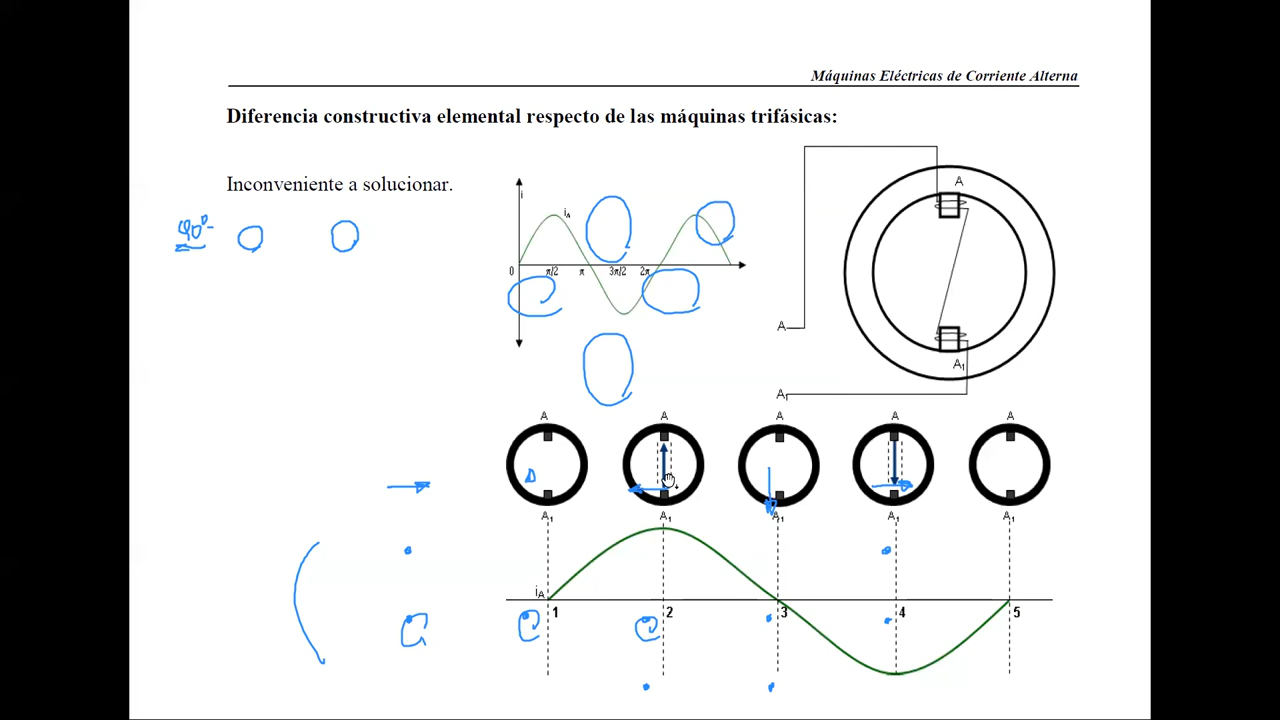 Máquinas Eléctricas de Corriente Alterna
Diferencia constructiva elemental respecto de las máquinas trifásicas:
Inconveniente a solucionar.
90°
i
iA
0 π/2 π 3π/2 2π
A
A
A₁
A₁
A A A A A
A₁ A₁ A₁ A₁ A₁
iA
1 2 3 4 5